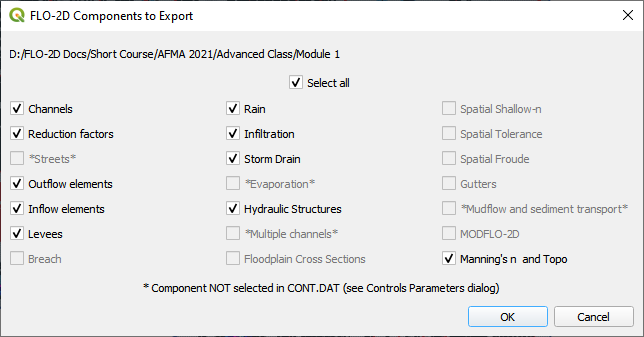 FLO-2D Components to Export
D:/FLO-2D Docs/Short Course/AFMA 2021/Advanced Class/Module 1
Select all
Channels Rain Spatial Shallow-n
Reduction factors Infiltration Spatial Tolerance
*Streets* Storm Drain Spatial Froude
Outflow elements *Evaporation* Gutters
Inflow elements Hydraulic Structures *Mudflow and sediment transport*
Levees *Multiple channels* MODFLO-2D
Breach Floodplain Cross Sections Manning's n and Topo
* Component NOT selected in CONT.DAT (see Controls Parameters dialog)
OK Cancel